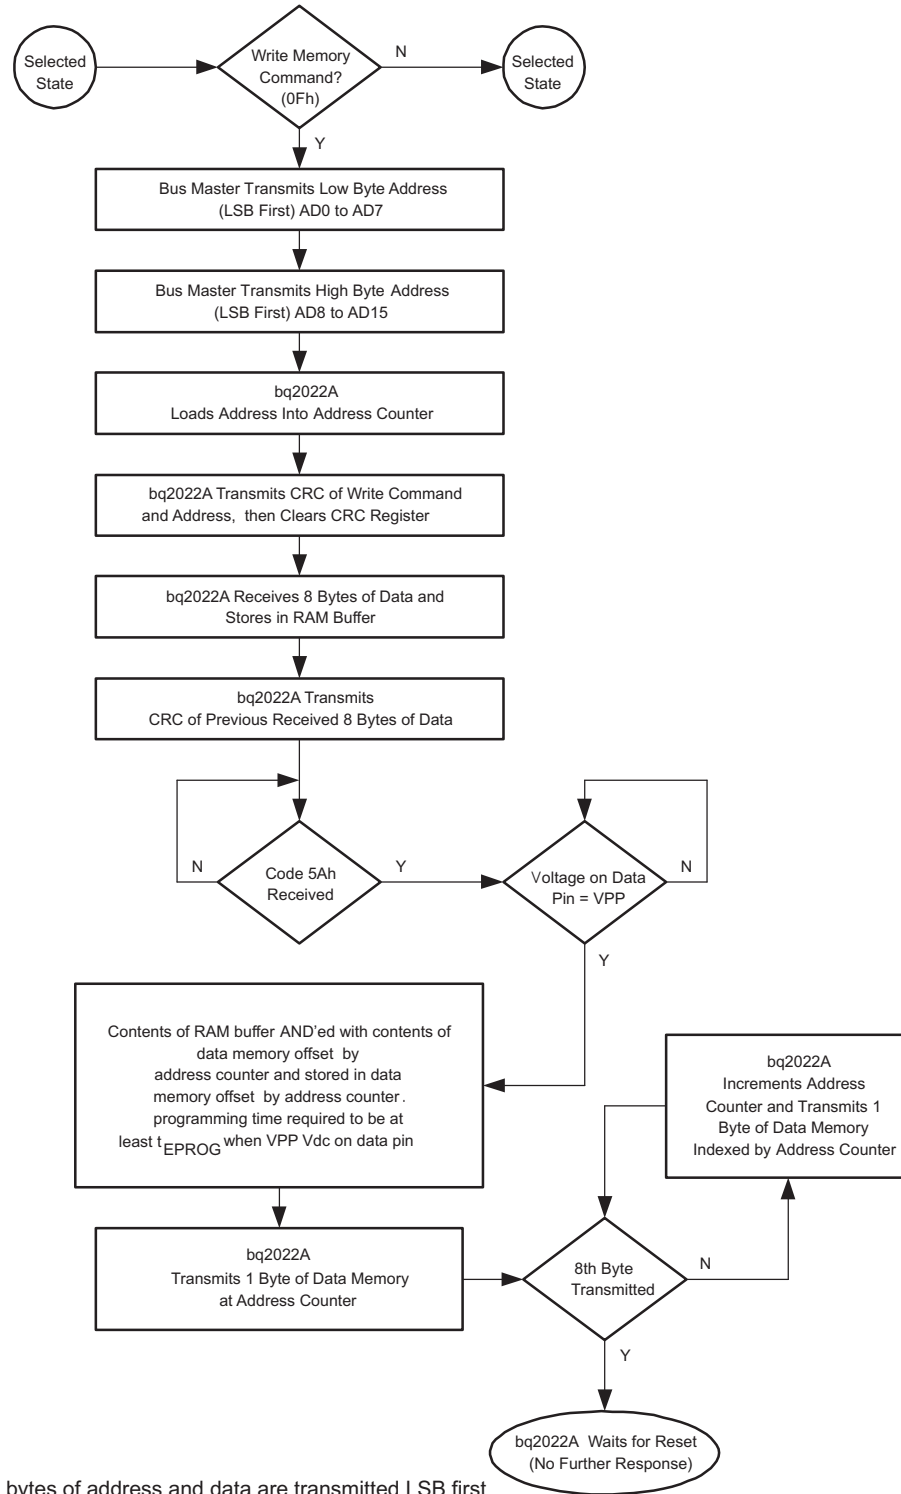 Selected
State
Write Memory
Command?
(0Fh)
N
Selected
State
Y
Bus Master Transmits Low Byte Address
(LSB First) AD0 to AD7
Bus Master Transmits High Byte Address
(LSB First) AD8 to AD15
bq2022A
Loads Address Into Address Counter
bq2022A Transmits CRC of Write Command
and Address, then Clears CRC Register
bq2022A Receives 8 Bytes of Data and
Stores in RAM Buffer
bq2022A Transmits
CRC of Previous Received 8 Bytes of Data
N
Code 5Ah
Received
Y
Voltage on Data
Pin = VPP
N
Y
Contents of RAM buffer AND'ed with contents of
data memory offset by
address counter and stored in data
memory offset by address counter.
programming time required to be at
least tEPROG when VPP Vdc on data pin
bq2022A
Increments Address
Counter and Transmits 1
Byte of Data Memory
Indexed by Address Counter
bq2022A
Transmits 1 Byte of Data Memory
at Address Counter
8th Byte
Transmitted
N
Y
bq2022A Waits for Reset
(No Further Response)
bytes of address and data are transmitted LSB first